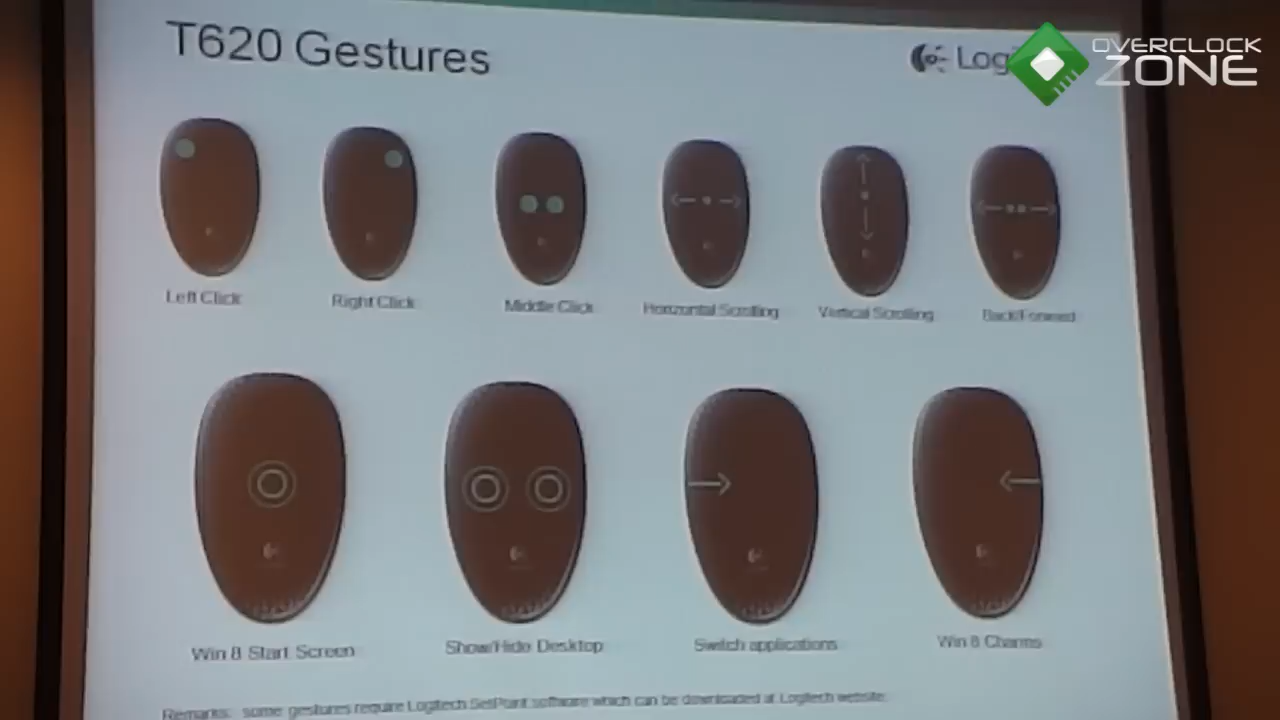 T620 Gestures
Logi
OVERCLOCK
ZONE
Left Click
Right Click
Middle Click
Horizontal Scrolling
Vertical Scrolling
Back/Forward
Win 8 Start Screen
Show/Hide Desktop
Switch applications
Win 8 Charms
Remarks: some gestures require Logitech SetPoint software which can be downloaded at Logitech website.